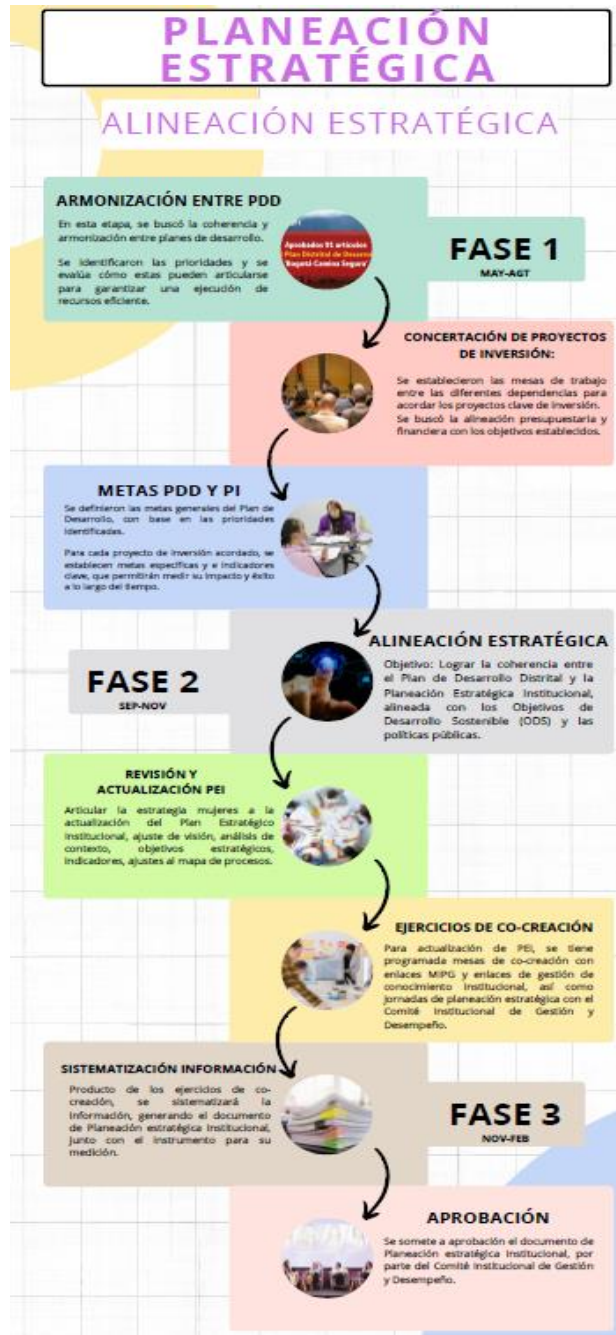 PLANEACIÓN
ESTRATÉGICA
ALINEACIÓN ESTRATÉGICA
ARMONIZACIÓN ENTRE PDD
En esta etapa, se buscó la coherencia y
armonización entre planes de desarrollo.
Se identificaron las prioridades y se
evalúa cómo estas pueden articularse
para garantizar una ejecución de
recursos eficiente.
Aprobados 91 artículos
Plan Distrital de Desarro
'Bogotá Camina Segura'
FASE 1
MAY-AGT
CONCERTACIÓN DE PROYECTOS
DE INVERSIÓN:
Se establecieron las mesas de trabajo
entre las diferentes dependencias para
acordar los proyectos clave de inversión.
Se buscó la alineación presupuestaria y
financiera con los objetivos establecidos.
METAS PDD Y PI
Se definieron las metas generales del Plan de
Desarrollo, con base en las prioridades
identificadas.
Para cada proyecto de inversión acordado, se
establecen metas específicas y e indicadores
clave, que permitirán medir su impacto y éxito
a lo largo del tiempo.
ALINEACIÓN ESTRATÉGICA
Objetivo: Lograr la coherencia entre
el Plan de Desarrollo Distrital y la
Planeación Estratégica Institucional,
alineada con los Objetivos de
Desarrollo Sostenible (ODS) y las
políticas públicas.
FASE 2
SEP-NOV
REVISIÓN Y
ACTUALIZACIÓN PEI
Articular la estrategia mujeres a la
actualización del Plan Estratégico
Institucional, ajuste de visión, análisis de
contexto, objetivos estratégicos,
indicadores, ajustes al mapa de procesos.
EJERCICIOS DE CO-CREACIÓN
Para actualización de PEI, se tiene
programada mesas de co-creación con
enlaces MIPG y enlaces de gestión de
conocimiento institucional, así como
jornadas de planeación estratégica con el
Comité Institucional de Gestión y
Desempeño.
SISTEMATIZACIÓN INFORMACIÓN
Producto de los ejercicios de co-
creación, se sistematizará la
información, generando el documento
de Planeación estratégica Institucional,
junto con el instrumento para su
medición.
FASE 3
NOV-FEB
APROBACIÓN
Se somete a aprobación el documento de
Planeación estratégica Institucional, por
parte del Comité Institucional de Gestión
y Desempeño.